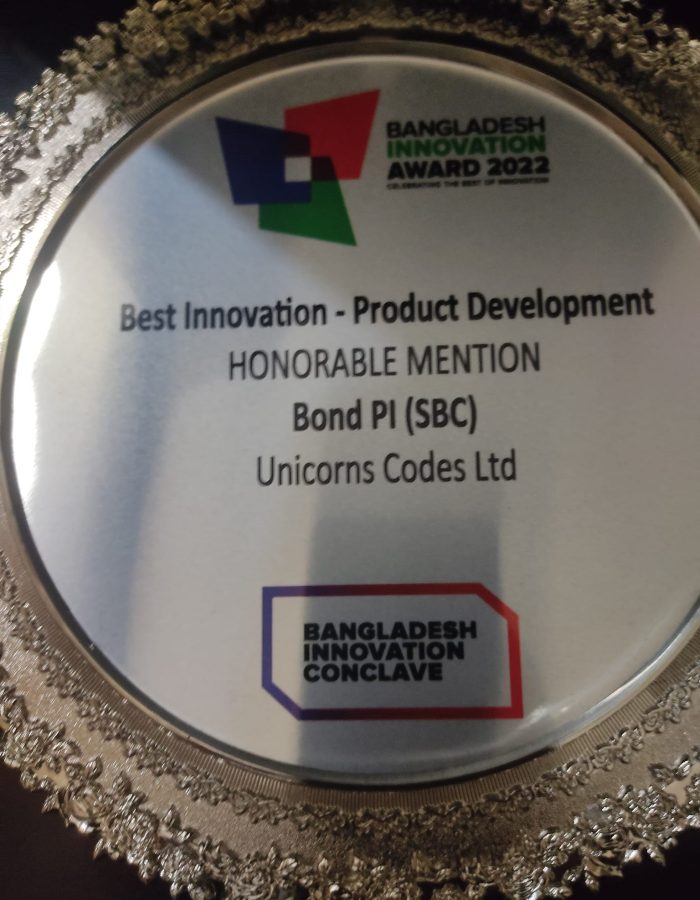 BANGLADESH
INNOVATION
AWARD 2022
CELEBRATING THE BEST OF INNOVATION
Best Innovation - Product Development
HONORABLE MENTION
Bond PI (SBC)
Unicorns Codes Ltd
BANGLADESH
INNOVATION
CONCLAVE